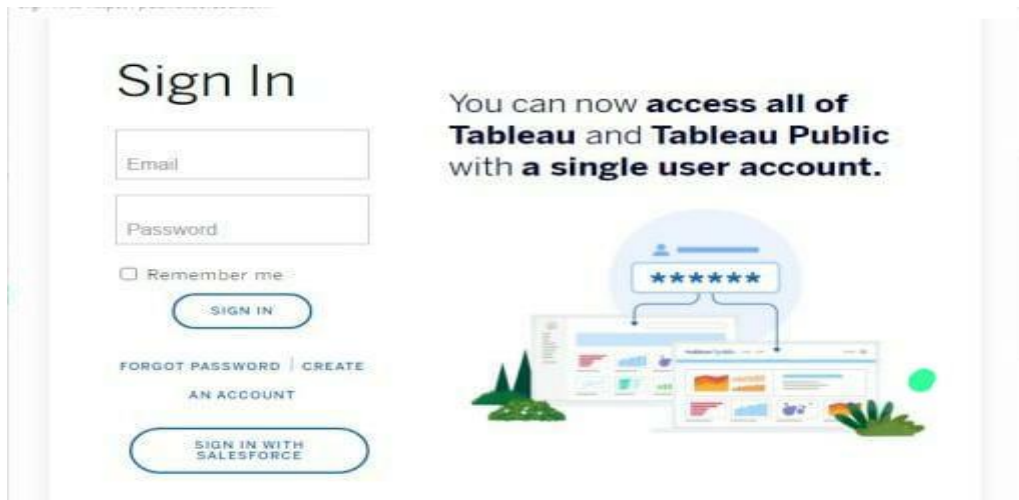 Sign In
Email
Password
Remember me
SIGN IN
FORGOT PASSWORD | CREATE
AN ACCOUNT
SIGN IN WITH
SALESFORCE
You can now access all of
Tableau and Tableau Public
with a single user account.
******